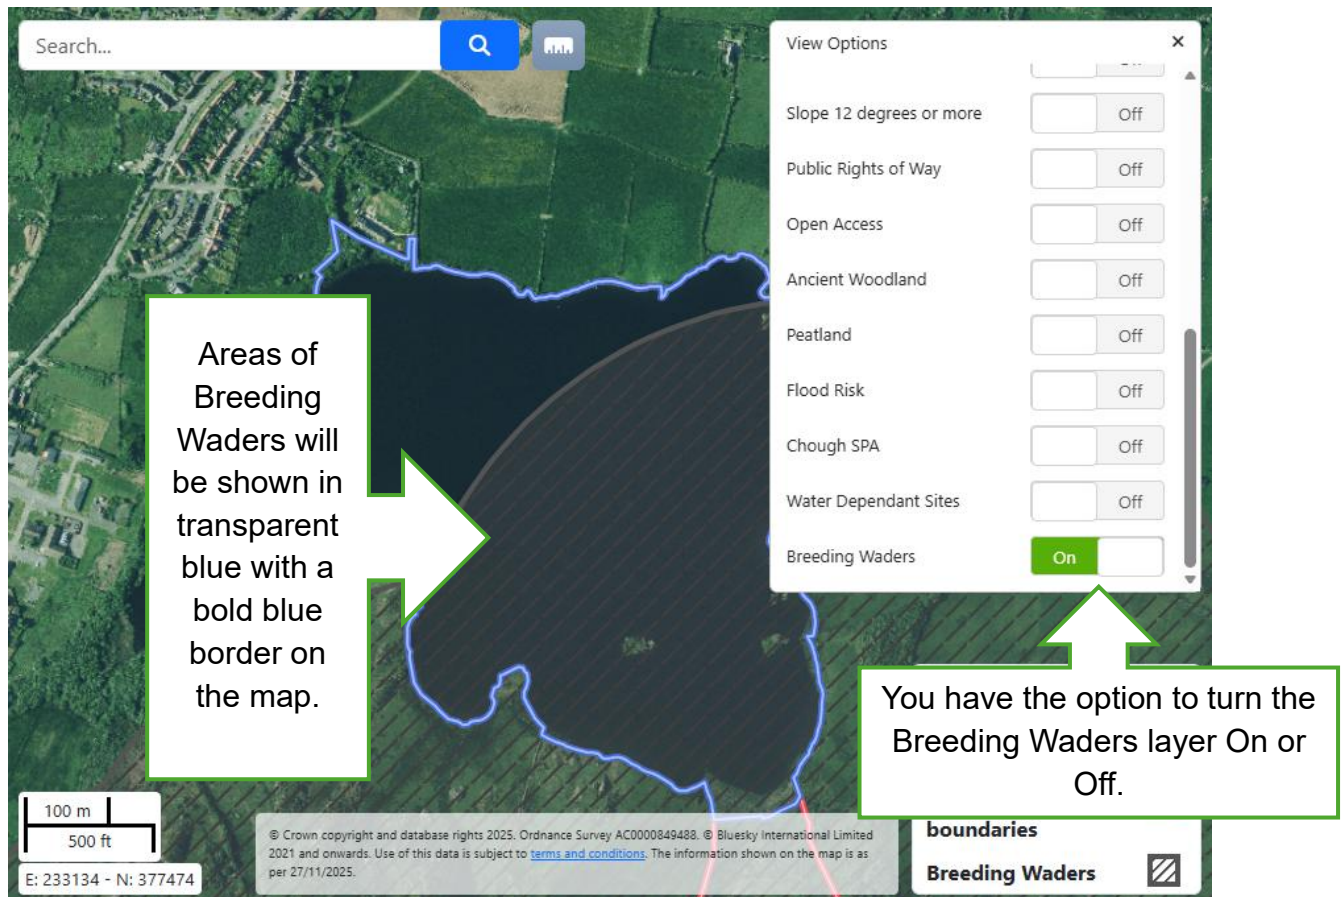 Search...
View Options
×
Slope 12 degrees or more Off
Public Rights of Way Off
Open Access Off
Ancient Woodland Off
Peatland Off
Flood Risk Off
Chough SPA Off
Water Dependant Sites Off
Breeding Waders On
Areas of
Breeding
Waders will
be shown in
transparent
blue with a
bold blue
border on
the map.
You have the option to turn the
Breeding Waders layer On or
Off.
boundaries
Breeding Waders
100 m
500 ft
E: 233134 - N: 377474
© Crown copyright and database rights 2025. Ordnance Survey AC0000849488. © Bluesky International Limited
2021 and onwards. Use of this data is subject to terms and conditions. The information shown on the map is as
per 27/11/2025.